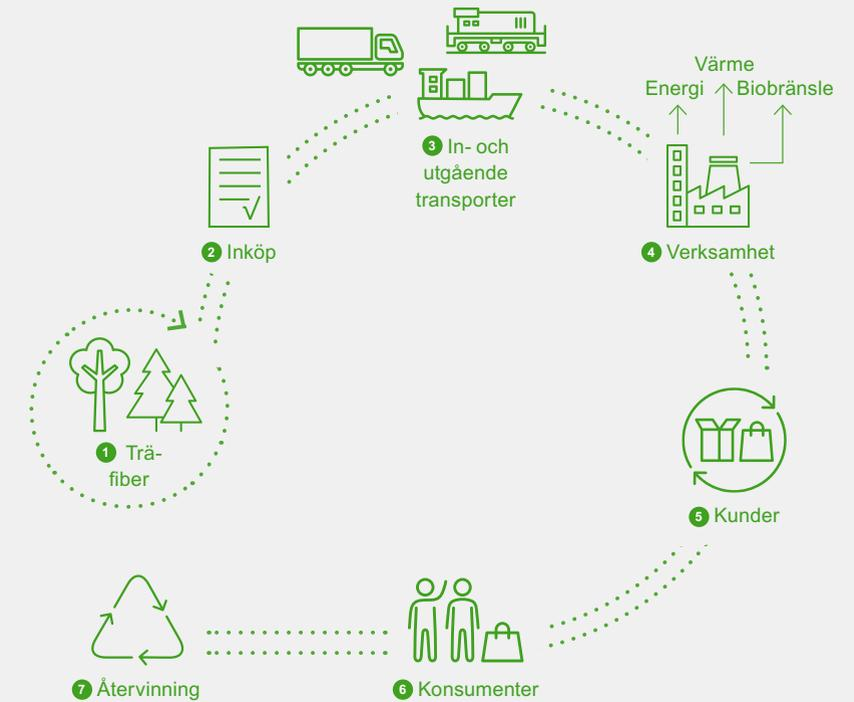 1 Trä-
fiber
2 Inköp
3 In- och
utgående
transporter
Värme
Energi
Biobränsle
4 Verksamhet
5 Kunder
6 Konsumenter
7 Återvinning